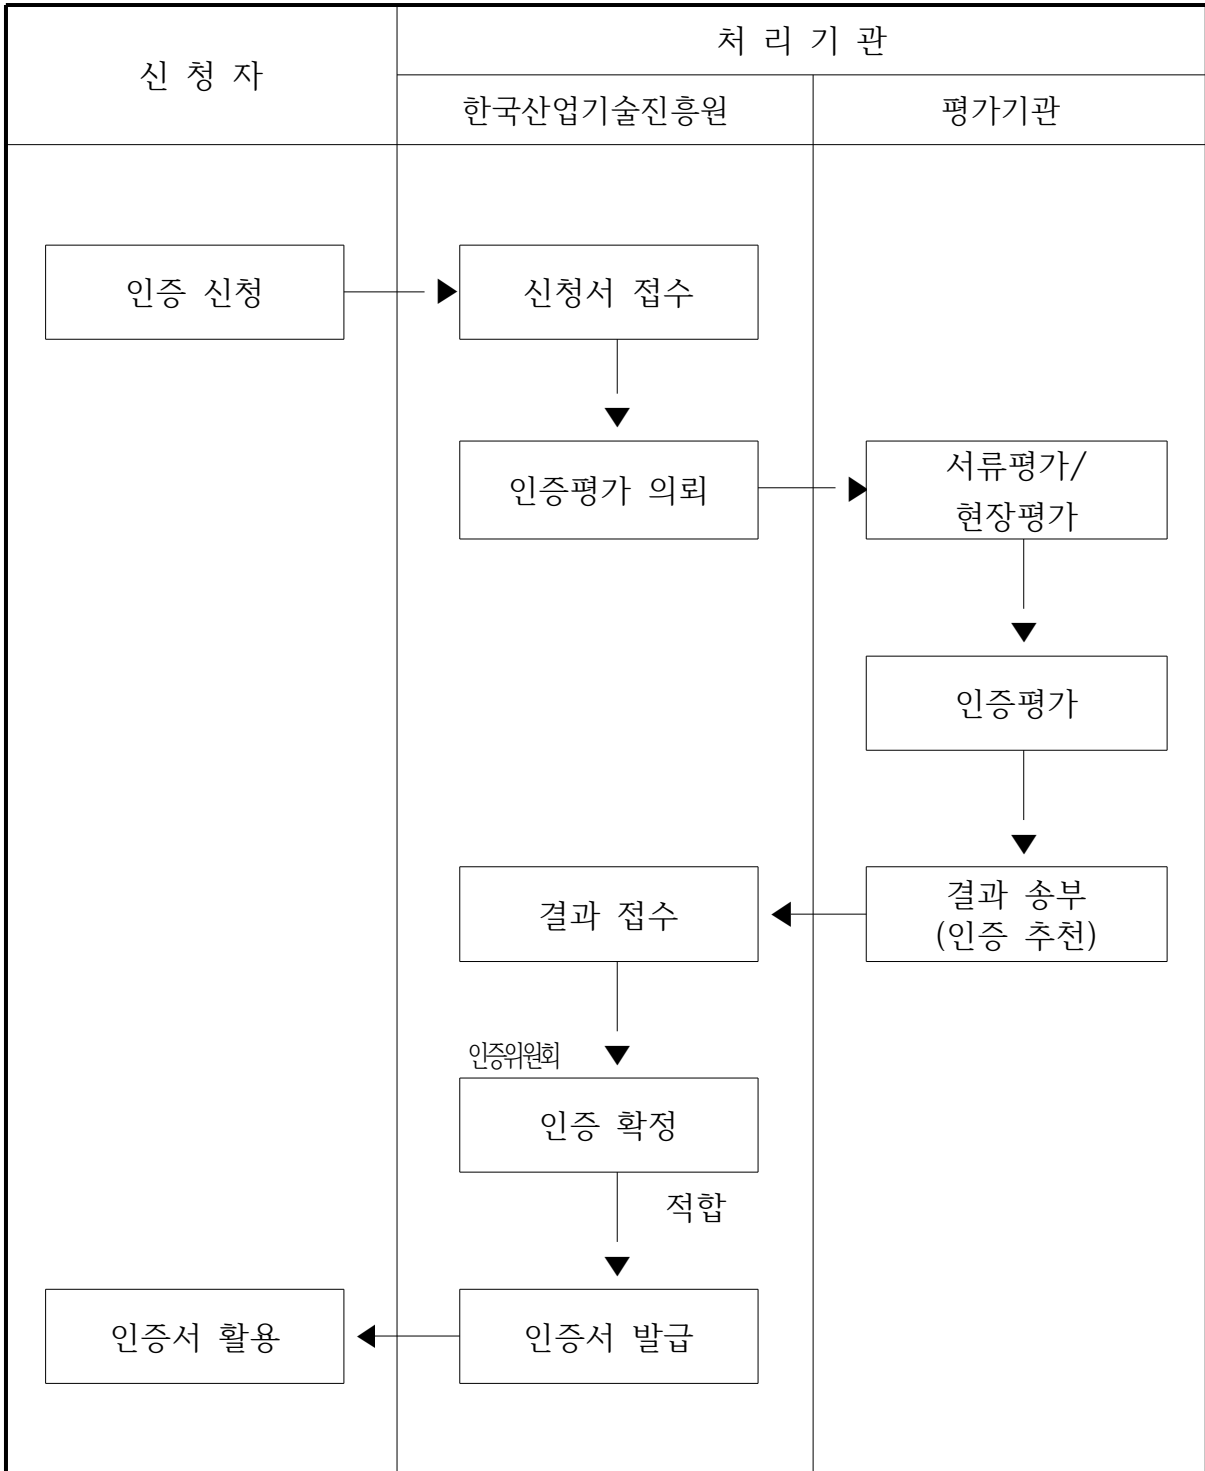 신 청 자
처 리 기 관
한국산업기술진흥원
평가기관
인증 신청
신청서 접수
인증평가 의뢰
서류평가/
현장평가
인증평가
결과 송부
(인증 추천)
결과 접수
인증위원회
인증 확정
적합
인증서 발급
인증서 활용